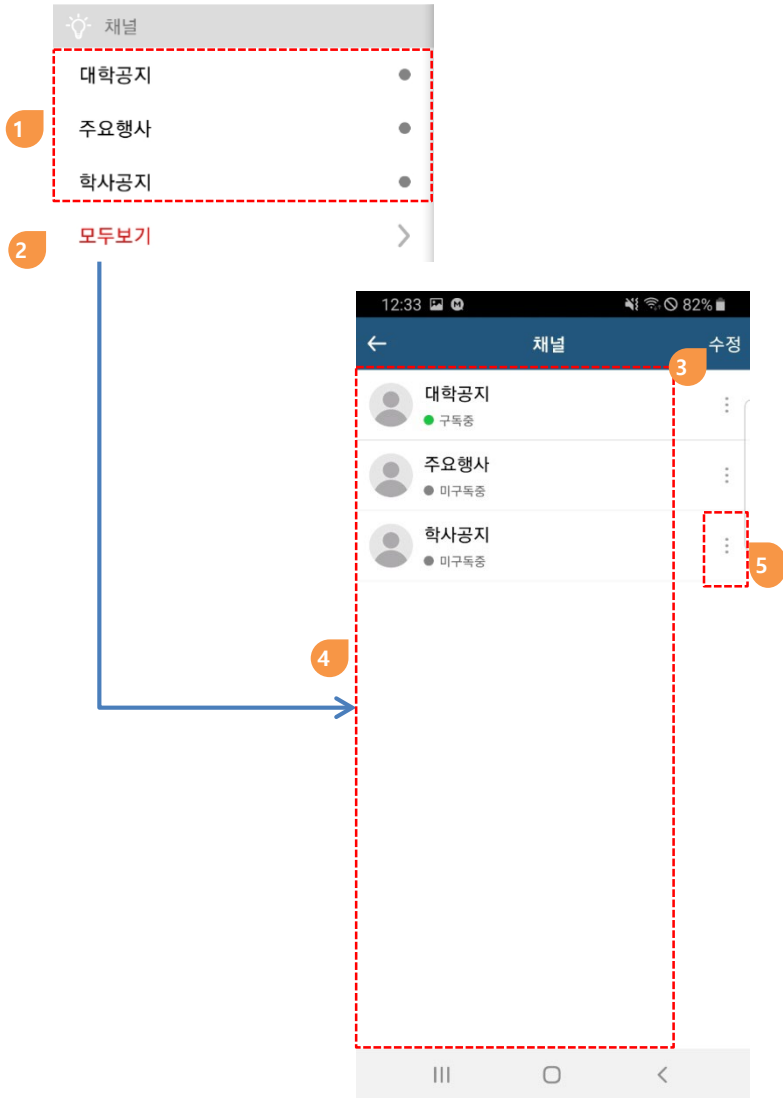 채널
대학공지
1
주요행사
학사공지
2
모두보기
12:33 M 82%
채널
수정
3
대학공지
구독중
주요행사
미구독중
학사공지
미구독중
5
4